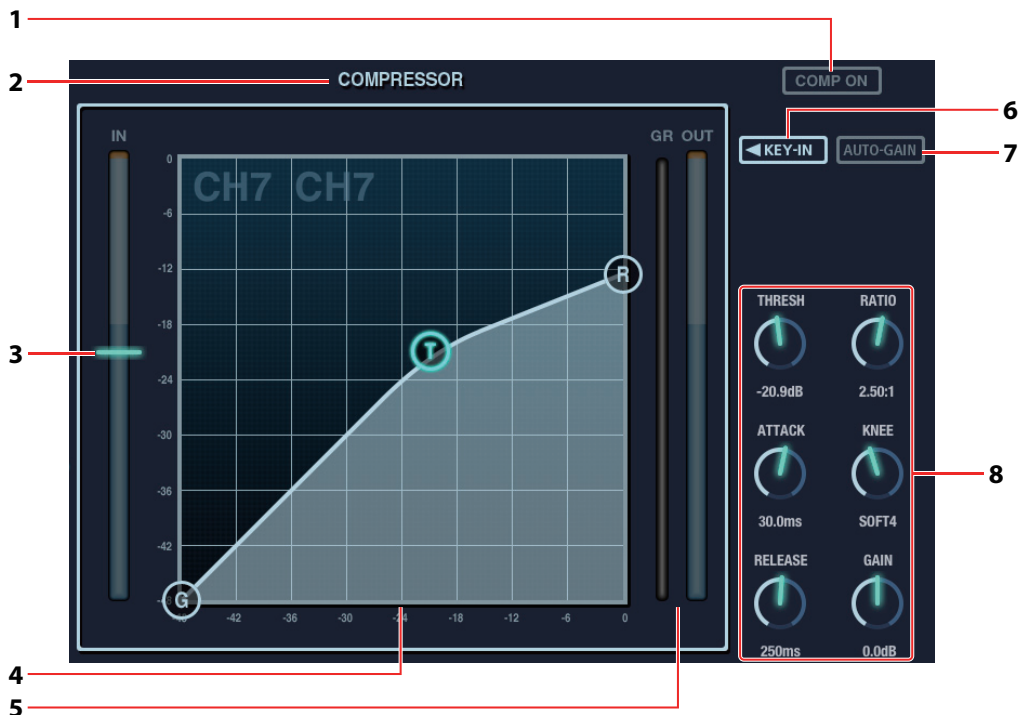 1
2
COMPRESSOR
COMP ON
6
IN
GR OUT
KEY-IN
AUTO-GAIN
7
0
CH7 CH7
-6
-12
R
-18
THRESH
RATIO
3
T
-24
-20.9dB
2.50:1
-30
ATTACK
KNEE
-36
8
30.0ms
SOFT4
-42
RELEASE
GAIN
G
-42
-36
-30
-24
-18
-12
-6
0
250ms
0.0dB
4
5